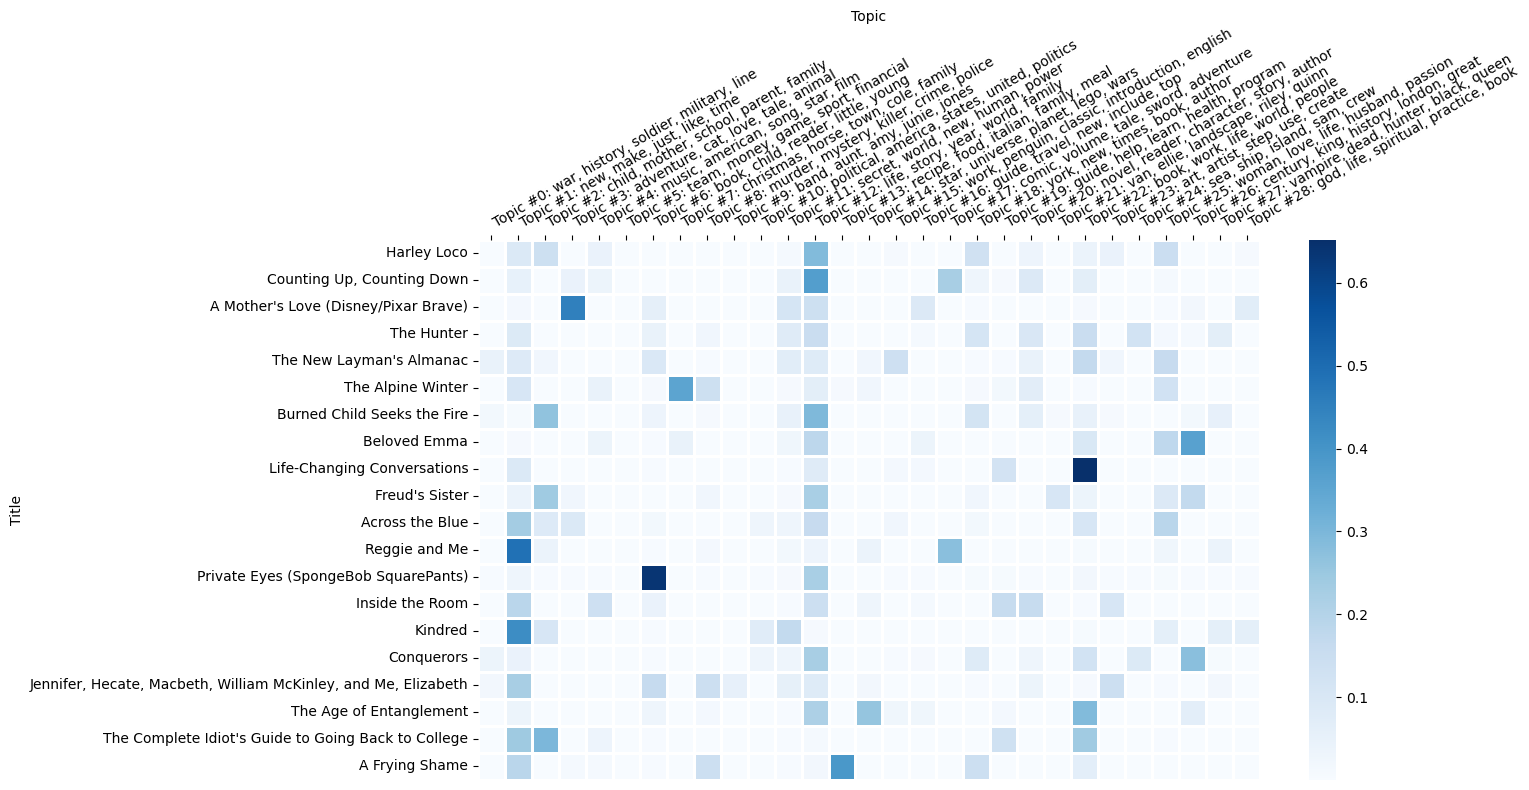 Topic
Topic #0: war, history, soldier, military, line
Topic #1: new, make, just, like, time
Topic #2: child, mother, school, parent, family
Topic #3: adventure, cat, love, tale, animal
Topic #4: music, american, song, star, film
Topic #5: team, money, game, sport, financial
Topic #6: book, child, reader, little, young
Topic #7: christmas, horse, town, cole, family
Topic #8: murder, mystery, killer, crime, police
Topic #9: band, aunt, amy, junie, jones
Topic #10: political, america, states, united, politics
Topic #11: secret, world, new, human, power
Topic #12: life, story, year, world, family
Topic #13: recipe, food, italian, family, meal
Topic #14: star, universe, planet, lego, wars
Topic #15: work, penguin, classic, introduction, english
Topic #16: guide, travel, new, include, top
Topic #17: comic, volume, tale, sword, adventure
Topic #18: york, new, times, book, author
Topic #19: guide, help, learn, health, program
Topic #20: novel, reader, character, story, author
Topic #21: van, ellie, landscape, riley, quinn
Topic #22: book, work, life, world, people
Topic #23: art, artist, step, use, create
Topic #24: sea, ship, island, sam, crew
Topic #25: woman, love, life, husband, passion
Topic #26: century, king, history, london, great
Topic #27: vampire, dead, hunter, black, queen
Topic #28: god, life, spiritual, practice, book
Title
Harley Loco
Counting Up, Counting Down
A Mother's Love (Disney/Pixar Brave)
The Hunter
The New Layman's Almanac
The Alpine Winter
Burned Child Seeks the Fire
Beloved Emma
Life-Changing Conversations
Freud's Sister
Across the Blue
Reggie and Me
Private Eyes (SpongeBob SquarePants)
Inside the Room
Kindred
Conquerors
Jennifer, Hecate, Macbeth, William McKinley, and Me, Elizabeth
The Age of Entanglement
The Complete Idiot's Guide to Going Back to College
A Frying Shame
0.6
0.5
0.4
0.3
0.2
0.1